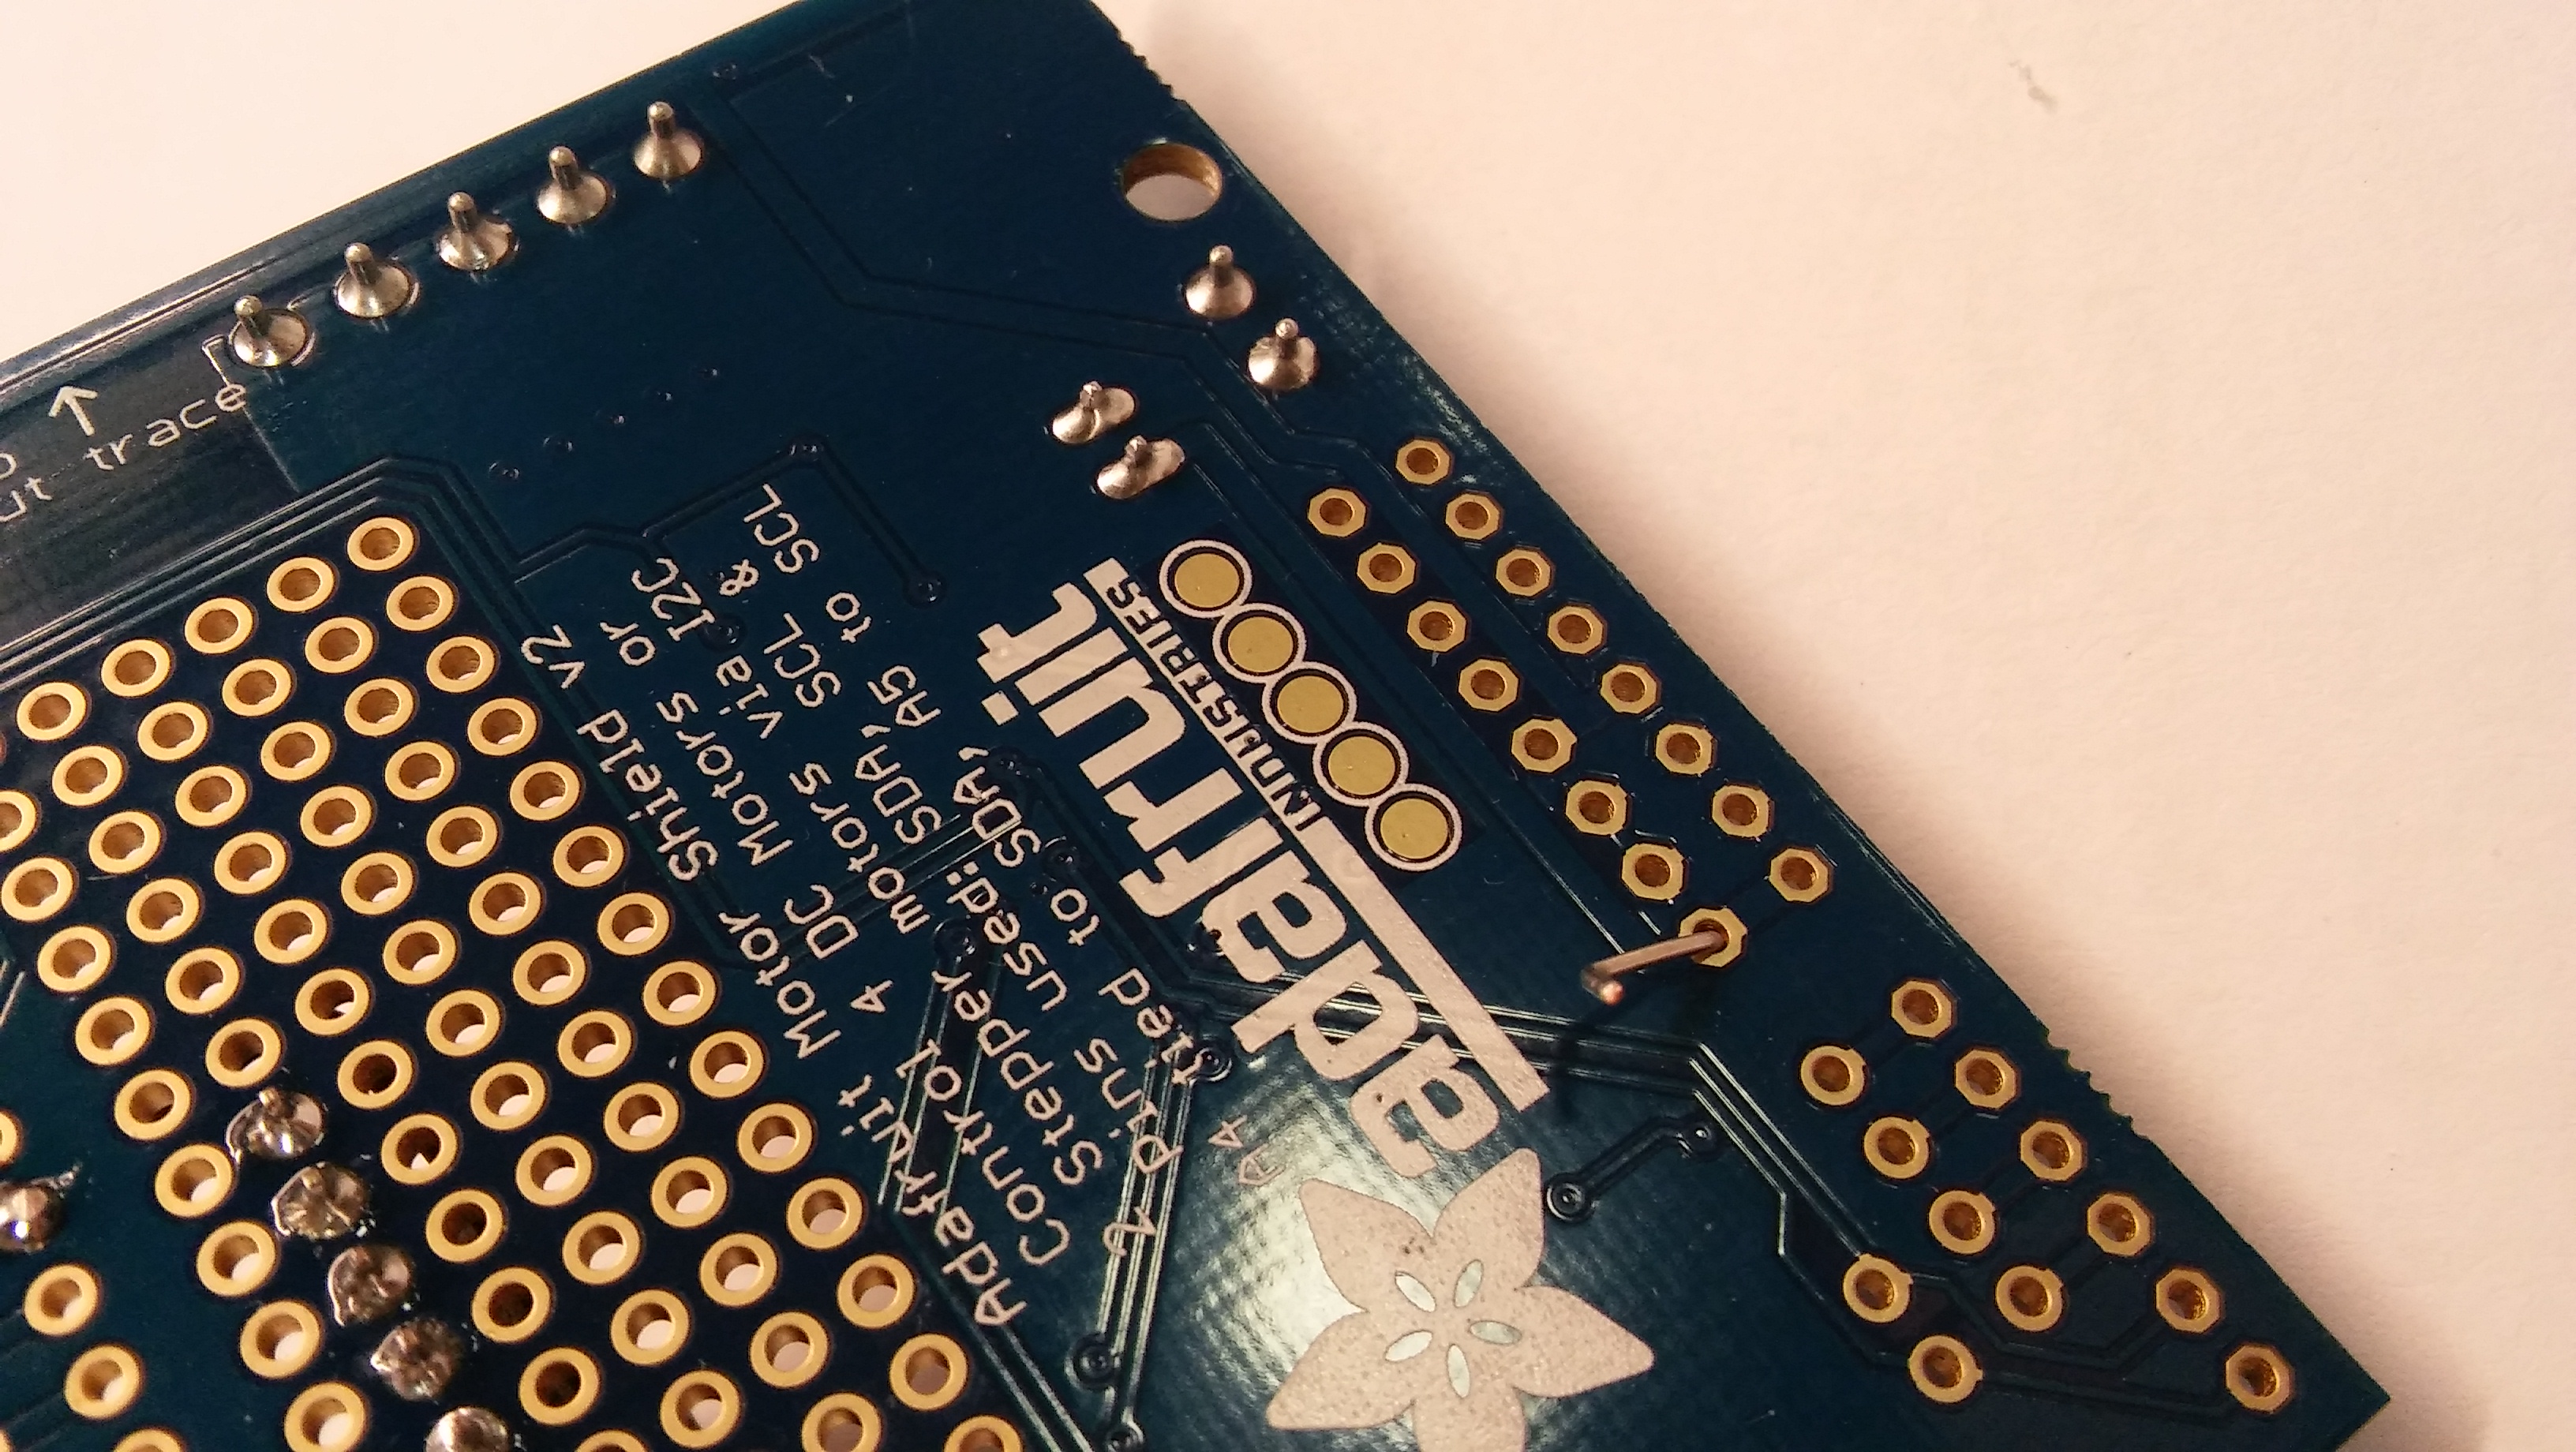 ut trace
Adafruit Motor Shield v2
Control 4 DC Motors or
2 Stepper motors via I2C
pins used: SDA, SCL &
A4 tied to SDA, A5 to SCL
adafruit
INDUSTRIES